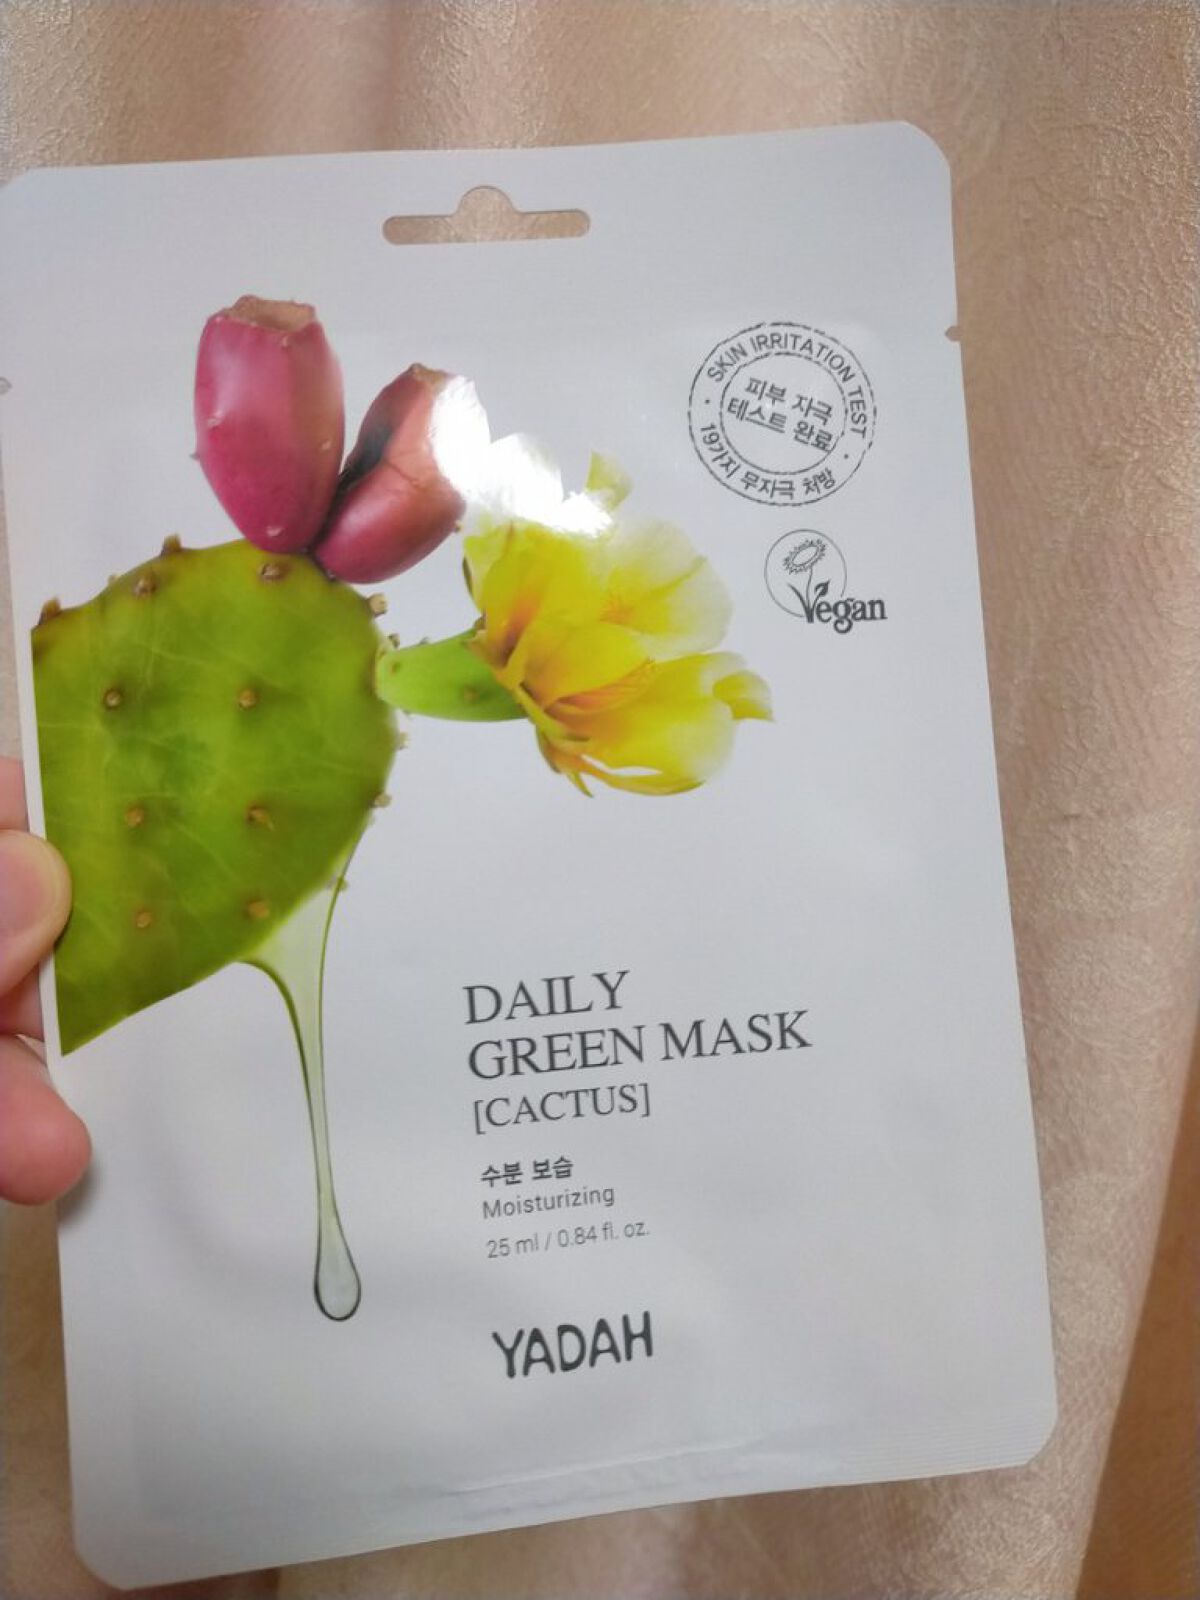 SKIN IRRITATION TEST
피부 자극
테스트 완료
19가지 무자극 처방
Vegan
DAILY
GREEN MASK
[CACTUS]
수분 보습
Moisturizing
25 ml / 0.84 fl. oz.
YADAH